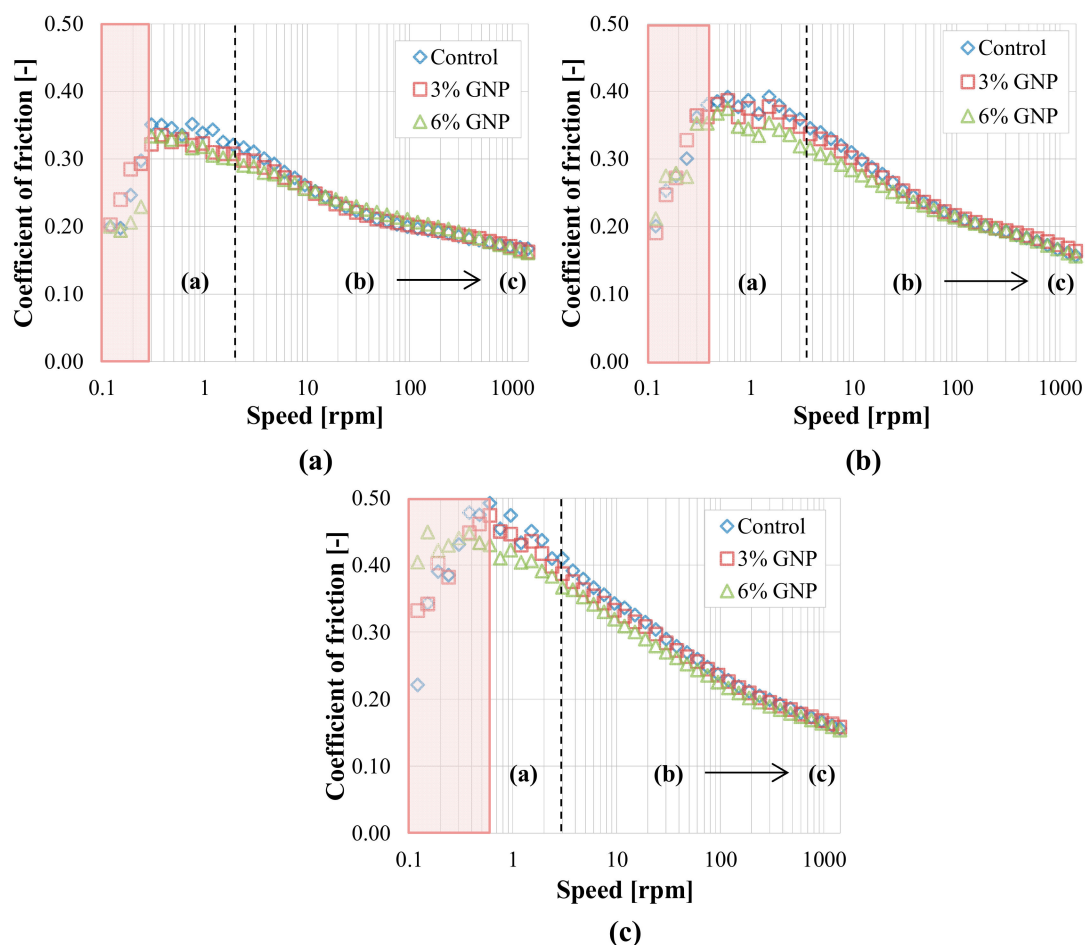 Coefficient of friction [-]
0.50
0.40
0.30
0.20
0.10
0.00
Control
3% GNP
6% GNP
(a)
(b)
(c)
0.1
1
10
100
1000
Speed [rpm]
(a)
Coefficient of friction [-]
0.50
0.40
0.30
0.20
0.10
0.00
Control
3% GNP
6% GNP
(a)
(b)
(c)
0.1
1
10
100
1000
Speed [rpm]
(b)
Coefficient of friction [-]
0.50
0.40
0.30
0.20
0.10
0.00
Control
3% GNP
6% GNP
(a)
(b)
(c)
0.1
1
10
100
1000
Speed [rpm]
(c)